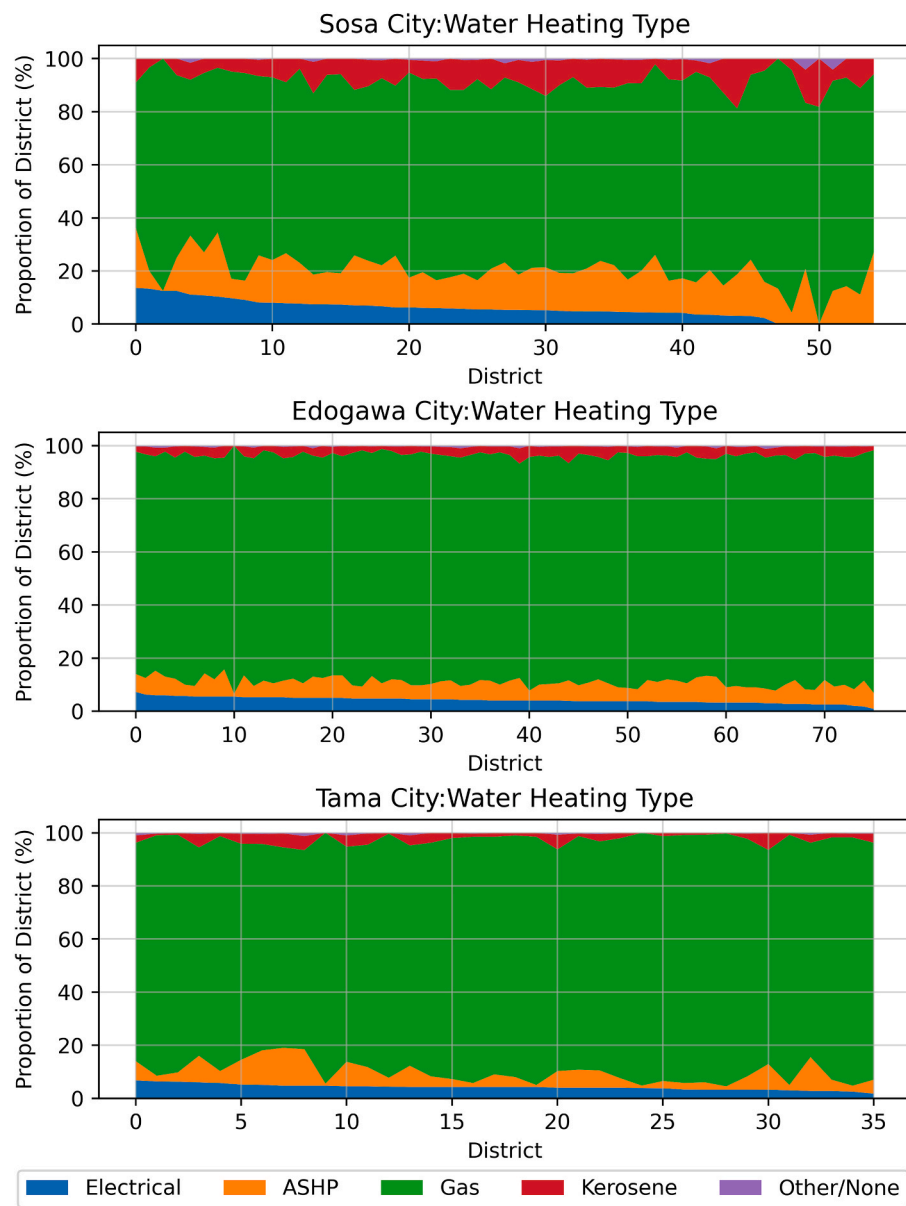 Sosa City:Water Heating Type
100
80
60
40
20
0
Proportion of District (%)
0 10 20 30 40 50
District
Edogawa City:Water Heating Type
100
80
60
40
20
0
Proportion of District (%)
0 10 20 30 40 50 60 70
District
Tama City:Water Heating Type
100
80
60
40
20
0
Proportion of District (%)
0 5 10 15 20 25 30 35
District
Electrical ASHP Gas Kerosene Other/None